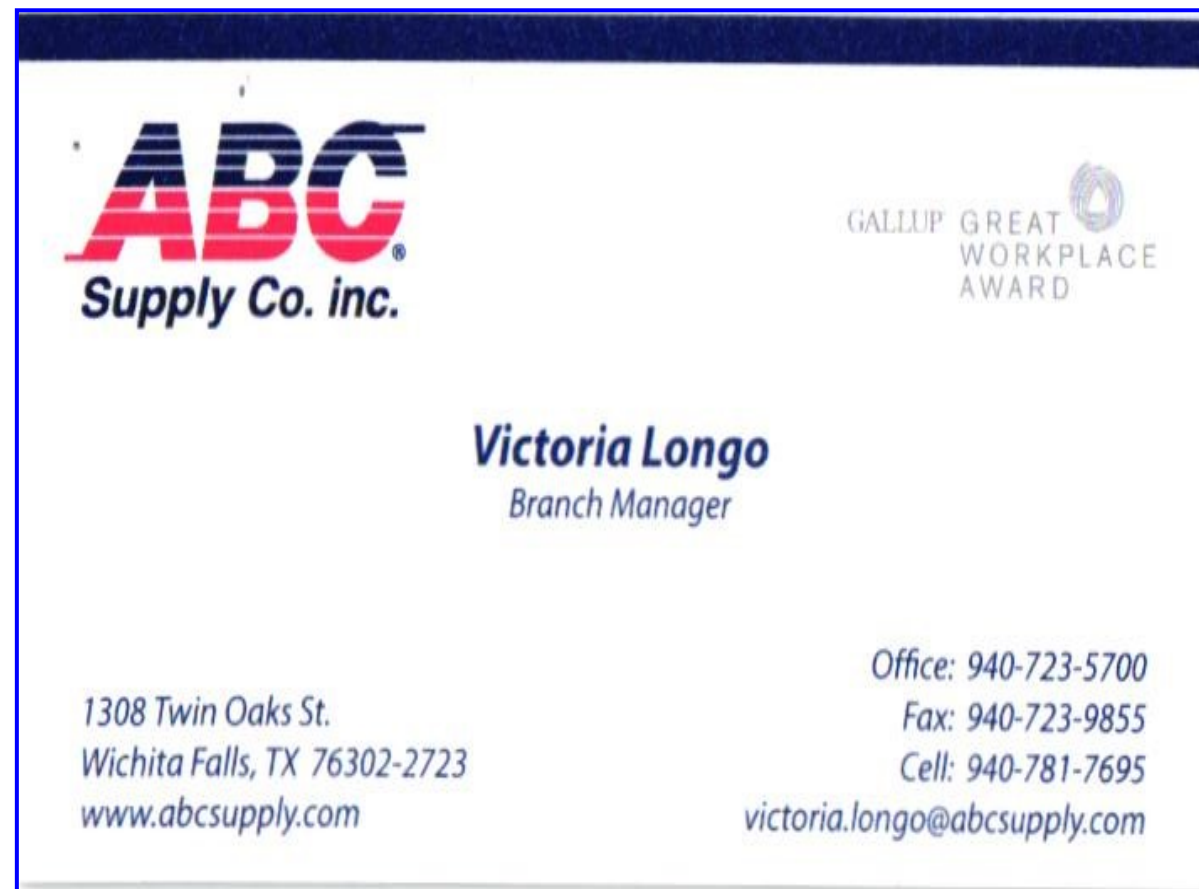 ABC®
Supply Co. inc.
GALLUP GREAT
WORKPLACE
AWARD
Victoria Longo
Branch Manager
1308 Twin Oaks St.
Wichita Falls, TX 76302-2723
www.abcsupply.com
Office: 940-723-5700
Fax: 940-723-9855
Cell: 940-781-7695
victoria.longo@abcsupply.com